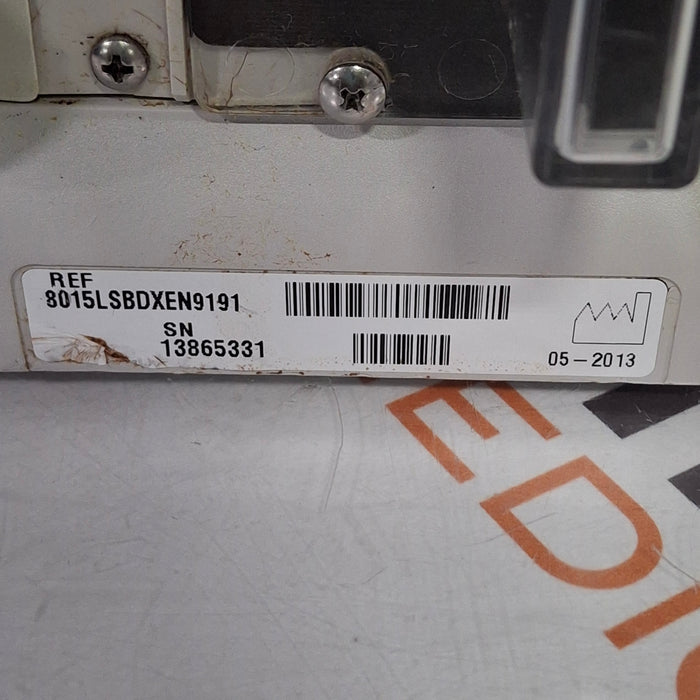 REF
8015LSBDXEN9191
SN
13865331
05-2013
EDI